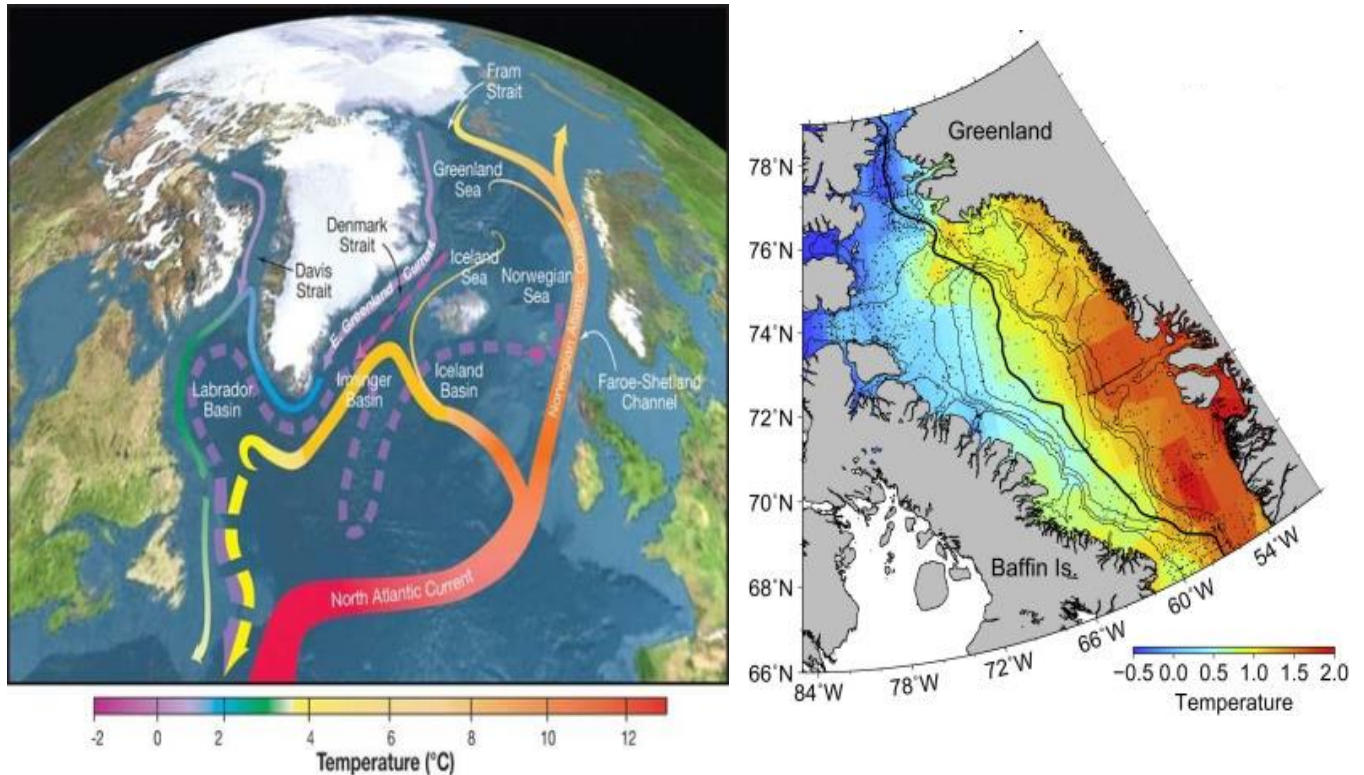 Fram
Strait
Greenland
Sea
Denmark
Strait
Iceland
Sea
Norwegian
Sea
Davis
Strait
E. Greenland Current
Norwegian Atlantic Current
Labrador
Basin
Irminger
Basin
Iceland
Basin
Faroe-Shetland
Channel
North Atlantic Current
-2 0 2 4 6 8 10 12
Temperature (°C)
Greenland
78˚N
76˚N
74˚N
72˚N
70˚N
68˚N
66˚N
Baffin Is.
84˚W
78˚W
72˚W
66˚W
60˚W
54˚W
−0.5 0.0 0.5 1.0 1.5 2.0
Temperature